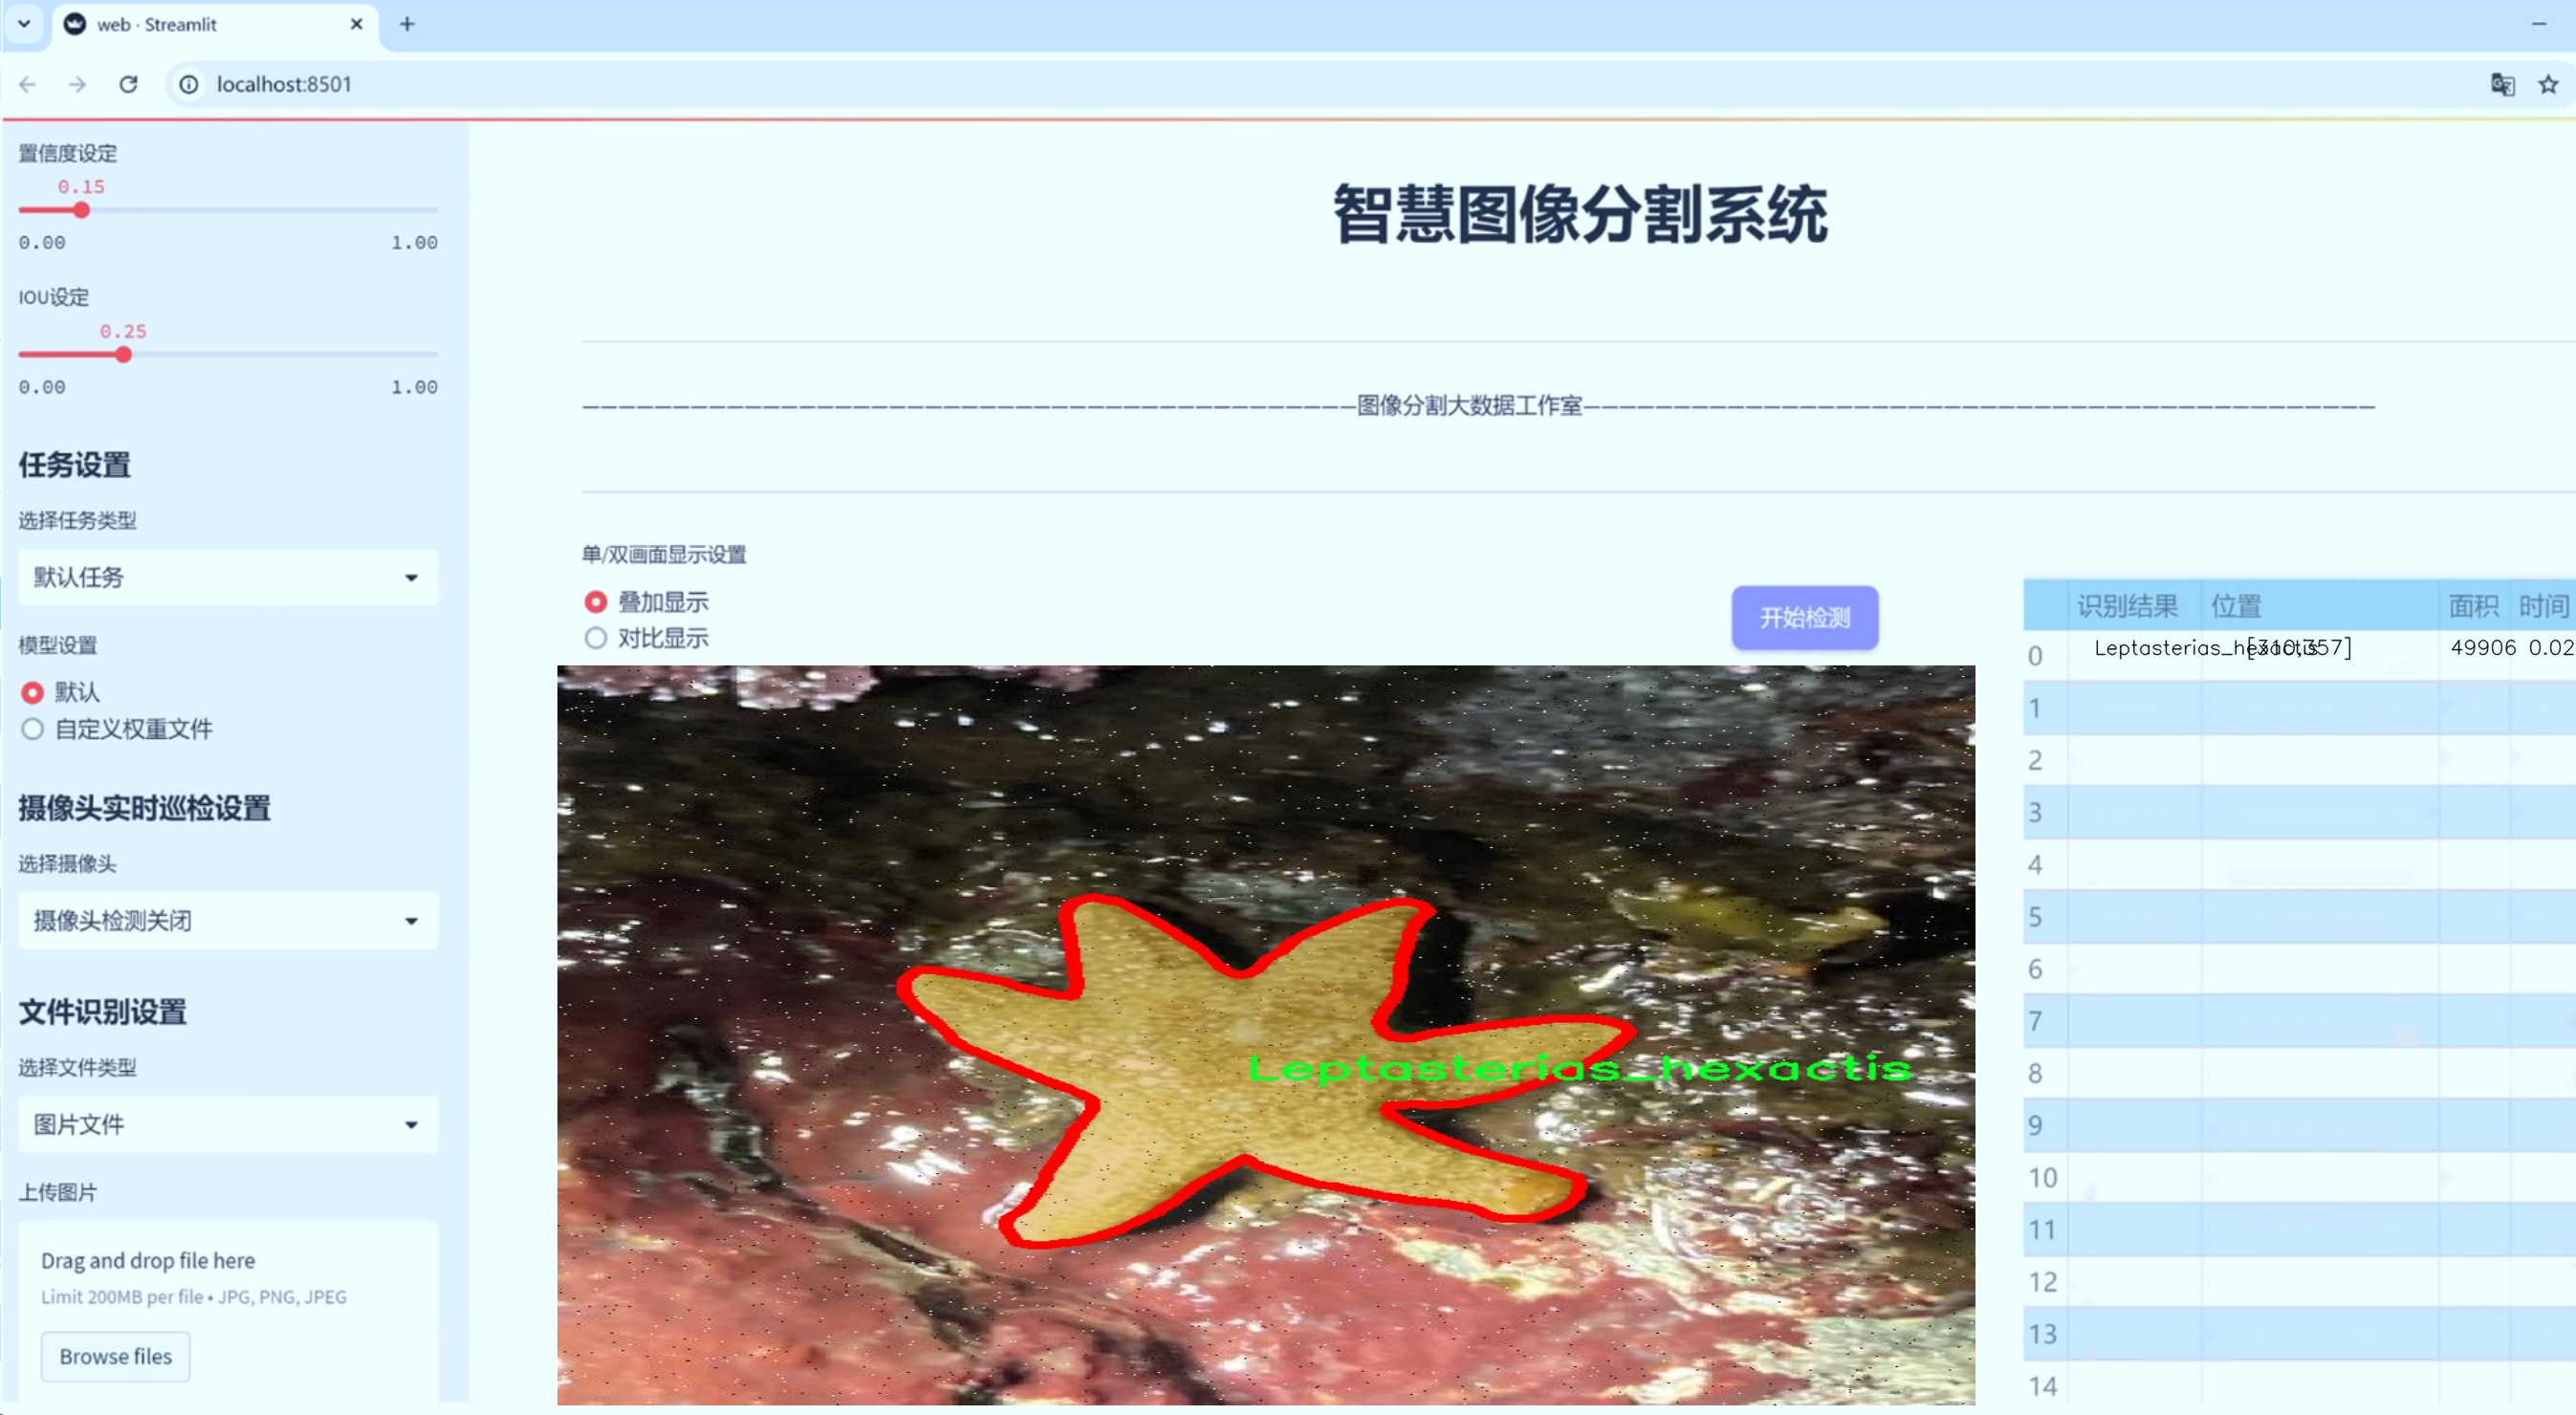 web · Streamlit
localhost:8501
置信度设定
0.15
0.00 1.00
IOU设定
0.25
0.00 1.00
任务设置
选择任务类型
默认任务
模型设置
默认
自定义权重文件
摄像头实时巡检设置
选择摄像头
摄像头检测关闭
文件识别设置
选择文件类型
图片文件
上传图片
Drag and drop file here
Limit 200MB per file • JPG, PNG, JPEG
Browse files
智慧图像分割系统
———————————————————————————————————————————图像分割大数据工作室————————————————————————————————————————————
单/双画面显示设置
叠加显示
对比显示
开始检测
Leptasterias_hexactis
识别结果 位置 面积 时间
0 Leptasterias_hexactis [310,357] 49906 0.02
1
2
3
4
5
6
7
8
9
10
11
12
13
14